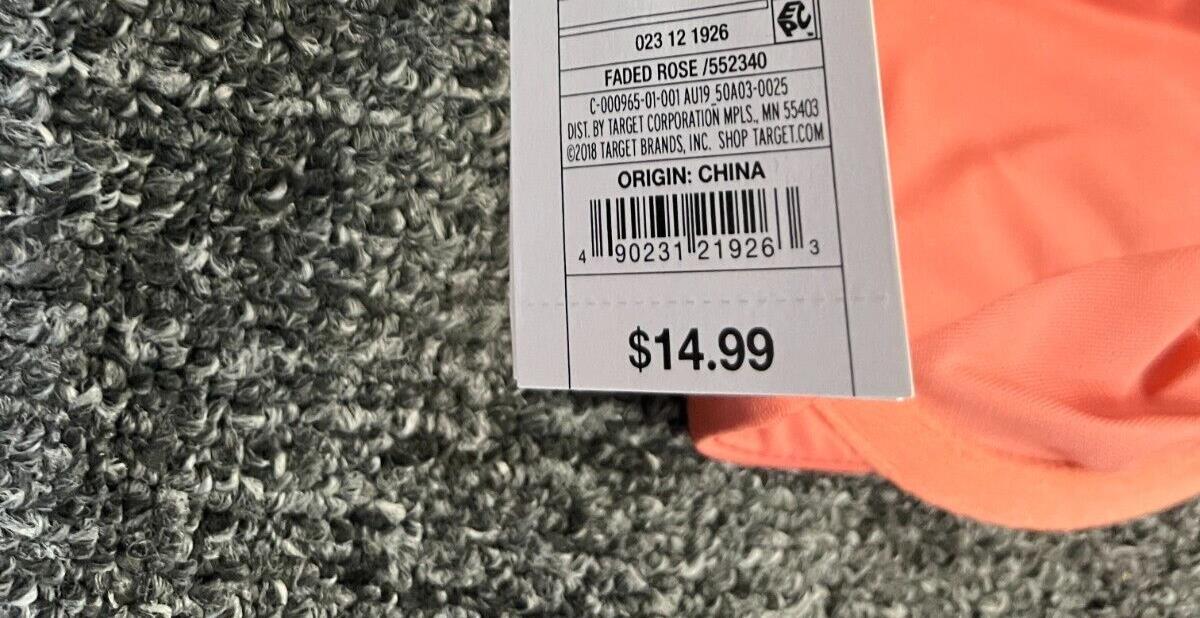 EPC
023 12 1926
FADED ROSE /552340
C-000965-01-001 AU19_50A03-0025
DIST. BY TARGET CORPORATION MPLS., MN 55403
©2018 TARGET BRANDS, INC. SHOP TARGET.COM
ORIGIN: CHINA
4 90231 21926 3
$14.99